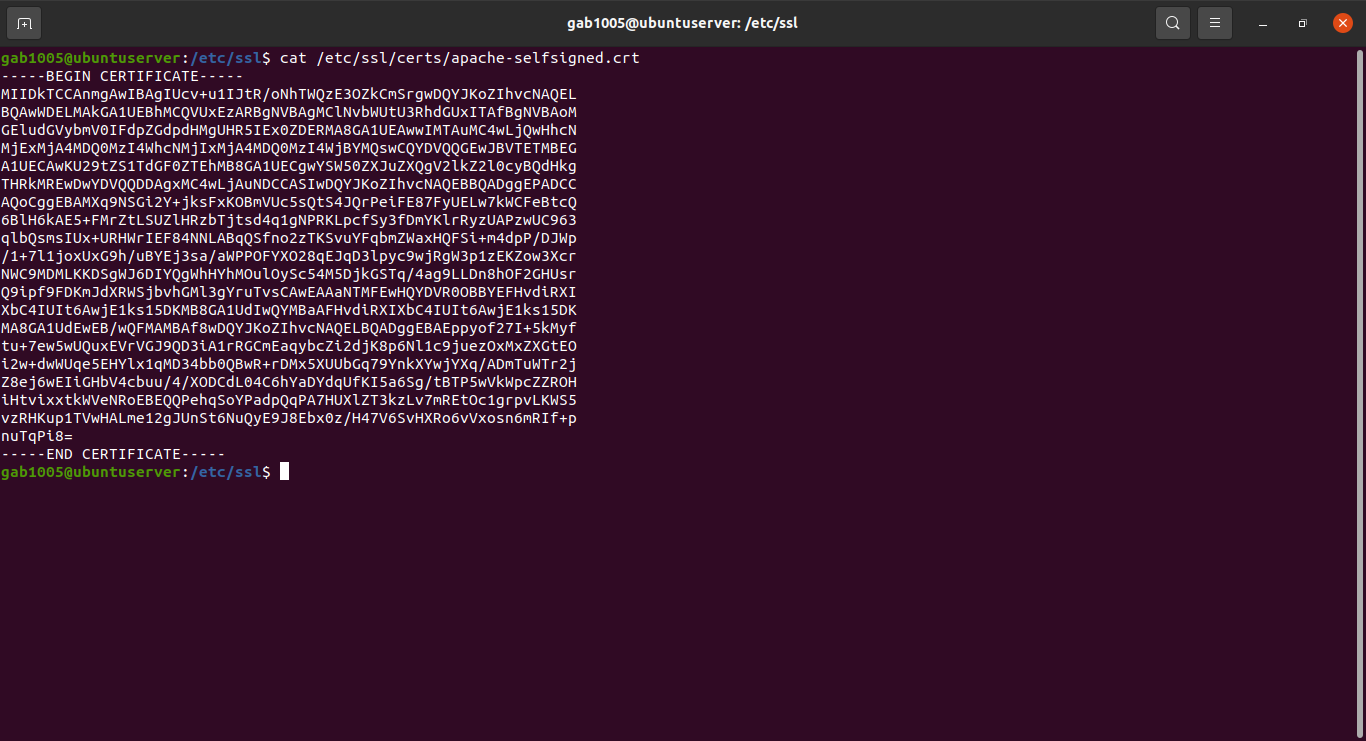 gab1005@ubuntuserver: /etc/ssl
gab1005@ubuntuserver:/etc/ssl$ cat /etc/ssl/certs/apache-selfsigned.crt
-----BEGIN CERTIFICATE-----
MIIDkTCCAnmgAwIBAgIUcv+u1IJtR/oNhTWQzE3OZkCmSrgwDQYJKoZIhvcNAQEL
BQAwWDELMAkGA1UEBhMCQVUxEzARBgNVBAgMClNvbWUtU3RhdGUxITAfBgNVBAoM
GEludGVybmV0IFdpZGdpdHMgUHR5IEx0ZDERMA8GA1UEAwwIMTAuMC4wLjQwHhcN
MjExMjA4MDQ0MzI4WhcNMjIxMjA4MDQ0MzI4WjBYMQswCQYDVQQGEwJBVTETMBEG
A1UECAwKU29tZS1TdGF0ZTEhMB8GA1UECgwYSW50ZXJuZXQgV2lkZ2l0cyBQdHkg
THRkMREwDwYDVQQDDAgxMC4wLjAuNDCCASIwDQYJKoZIhvcNAQEBBQADggEPADCC
AQoCggEBAMXq9NSGi2Y+jksFxKOBmVUc5sQtS4JQrPeiFE87FyUELw7kWCFeBtcQ
6BlH6kAE5+FMrZtLSUZlHRzbTjtsd4q1gNPRKLpcfSy3fDmYKlrRyzUAPzwUC963
qlbQsmsIUx+URHWrIEF84NNLABqQSfno2zTKSvuYFqbmZWaxHQFSi+m4dpP/DJWp
/1+7l1joxUxG9h/uBYEj3sa/aWPPOFYXO28qEJqD3lpyc9wjRgW3p1zEKZow3Xcr
NWC9MDMLKKDSgWJ6DIYQgWhHYhMOulOySc54M5DjkGSTq/4ag9LLDn8hOF2GHUsr
Q9ipf9FDKmJdXRWSjbvhGMl3gYruTvsCAwEAAaNTMFEwHQYDVR0OBBYEFHvdiRXI
XbC4IUIt6AwjE1ks15DKMB8GA1UdIwQYMBaAFHvdiRXIXbC4IUIt6AwjE1ks15DK
MA8GA1UdEwEB/wQFMAMBAf8wDQYJKoZIhvcNAQELBQADggEBAEppyof27I+5kMyf
tu+7ew5wUQuxEVrVGJ9QD3iA1rRGCmEaqybcZi2djK8p6Nl1c9juezOxMxZXGtEO
i2w+dwWUqe5EHYlx1qMD34bb0QBwR+rDMx5XUUbGq79YnkXYwjYXq/ADmTuWTr2j
Z8ej6wEIiGHbV4cbuu/4/XODCdL04C6hYaDYdqUfKI5a6Sg/tBTP5wVkWpcZZROH
iHtvixxtkWVeNRoEBEQQPehqSoYPadpQqPA7HUXlZT3kzLv7mREtOc1grpvLKWS5
vzRHKup1TVwHALme12gJUnSt6NuQyE9J8Ebx0z/H47V6SvHXRo6vVxosn6mRIf+p
nuTqPi8=
-----END CERTIFICATE-----
gab1005@ubuntuserver:/etc/ssl$